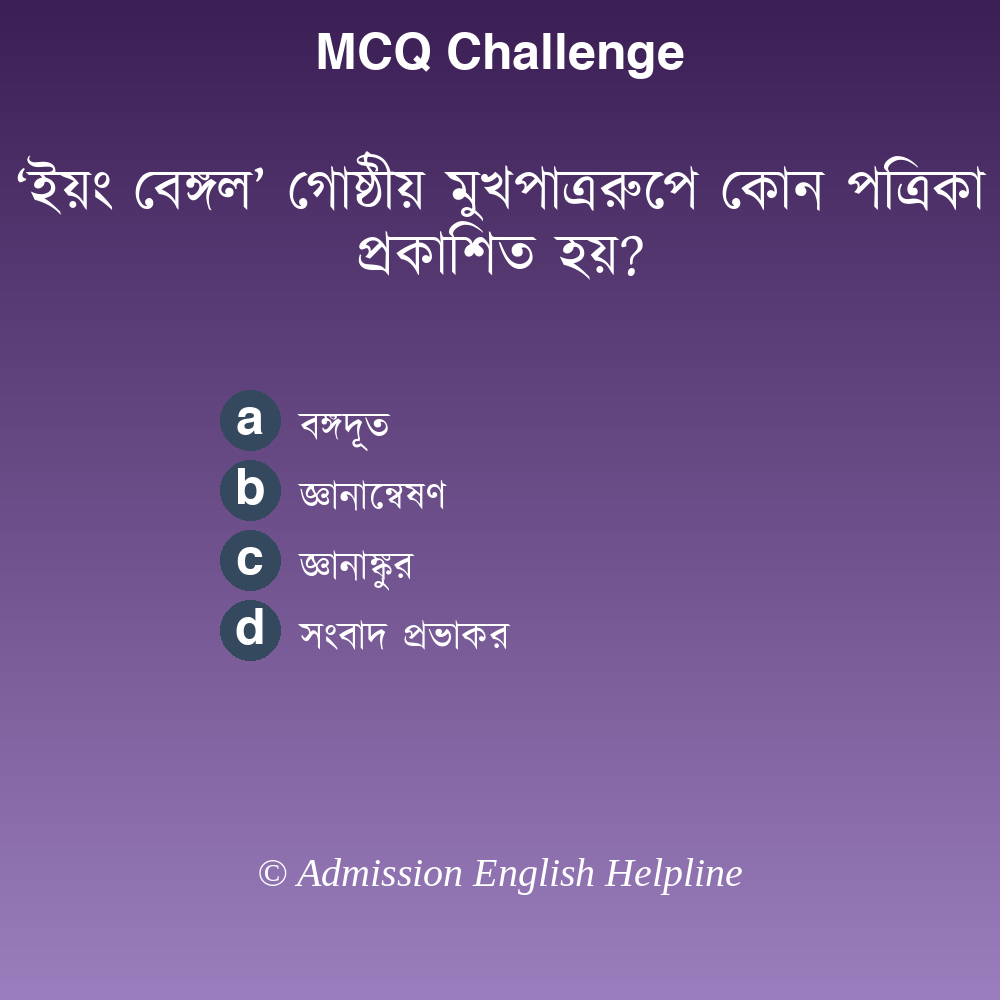 MCQ Challenge
‘ইয়ং বেঙ্গল’ গোষ্ঠীয় মুখপাত্ররুপে কোন পত্রিকা
প্রকাশিত হয়?
a বঙ্গদূত
b জ্ঞানান্বেষণ
c জ্ঞানাঙ্কুর
d সংবাদ প্রভাকর
© Admission English Helpline